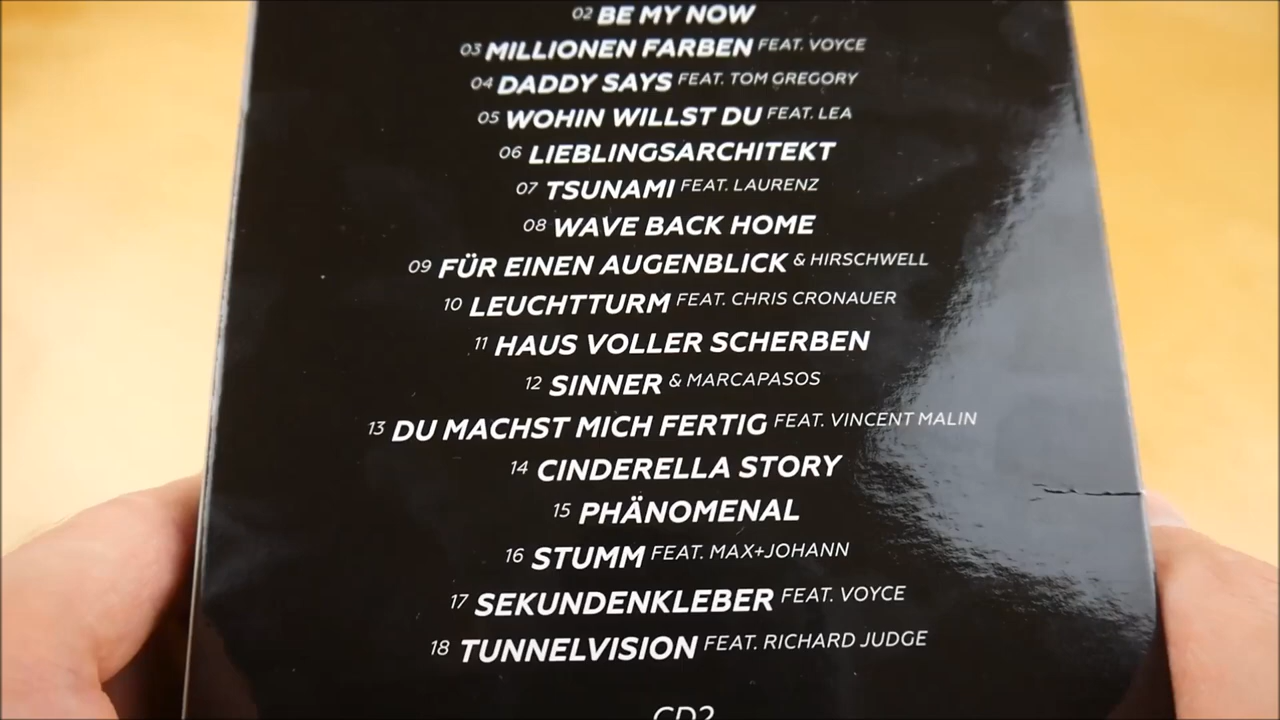 02 BE MY NOW
03 MILLIONEN FARBEN FEAT. VOYCE
04 DADDY SAYS FEAT. TOM GREGORY
05 WOHIN WILLST DU FEAT. LEA
06 LIEBLINGSARCHITEKT
07 TSUNAMI FEAT. LAURENZ
08 WAVE BACK HOME
09 FÜR EINEN AUGENBLICK & HIRSCHWELL
10 LEUCHTTURM FEAT. CHRIS CRONAUER
11 HAUS VOLLER SCHERBEN
12 SINNER & MARCAPASOS
13 DU MACHST MICH FERTIG FEAT. VINCENT MALIN
14 CINDERELLA STORY
15 PHÄNOMENAL
16 STUMM FEAT. MAX+JOHANN
17 SEKUNDENKLEBER FEAT. VOYCE
18 TUNNELVISION FEAT. RICHARD JUDGE
CD2